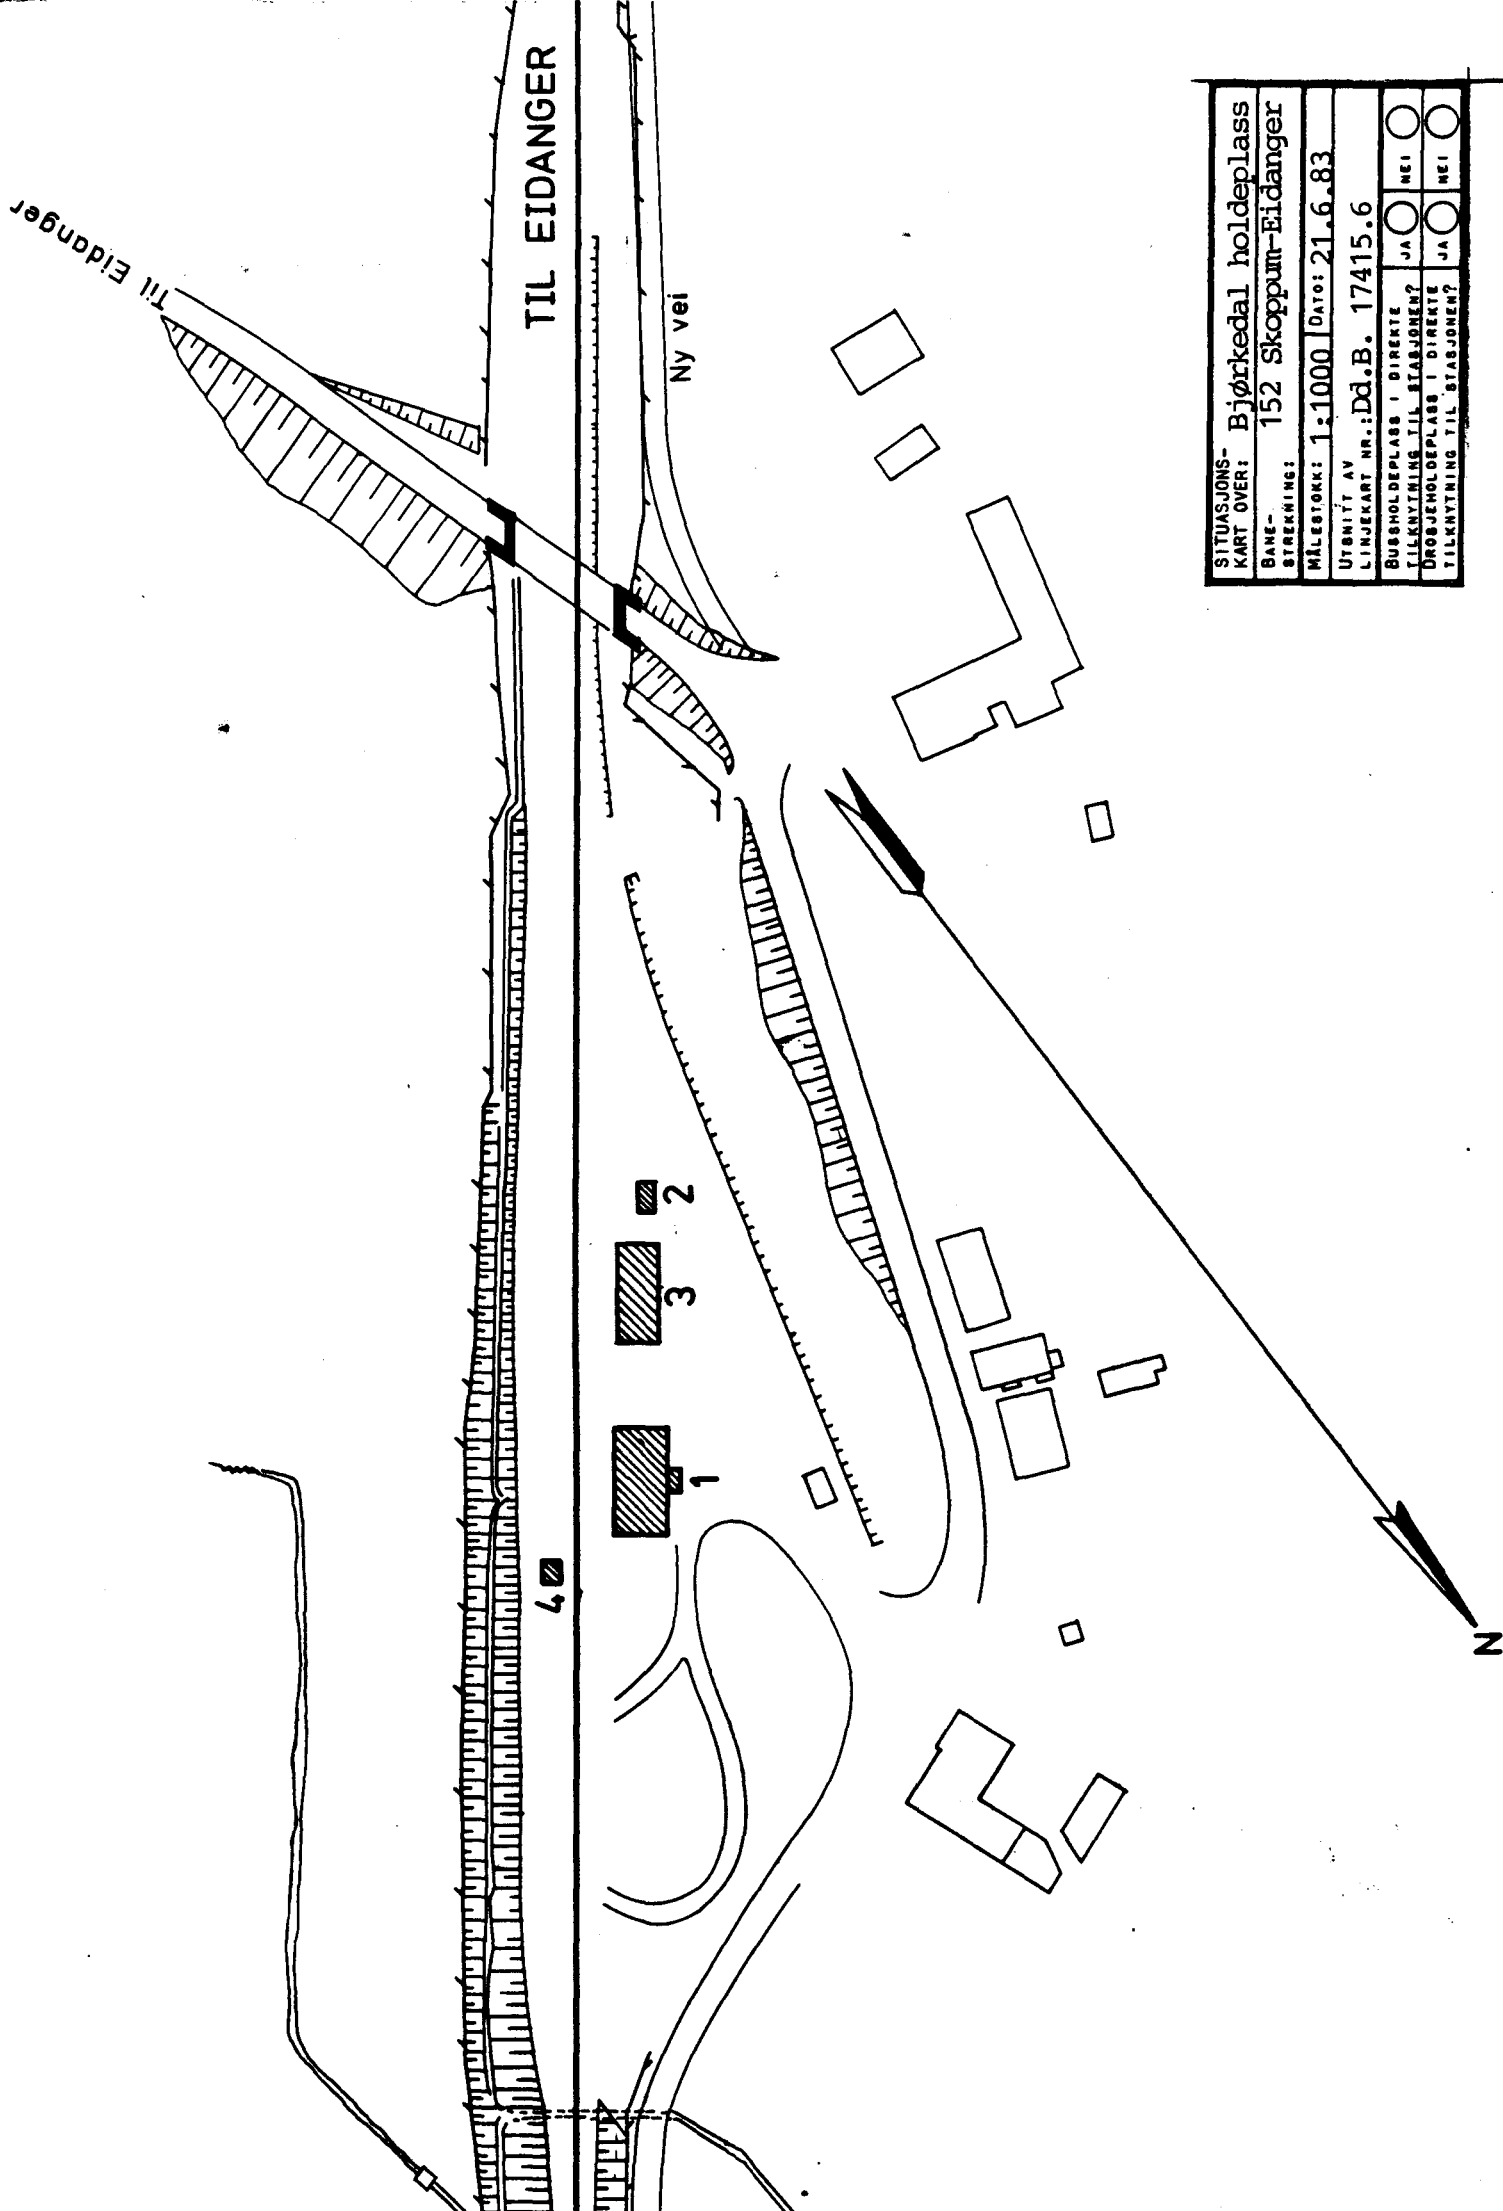 Til Eidanger
TIL EIDANGER
Ny vei
2
3
1
4
N
SITUASJONS-
KART OVER: Bjørkedal holdeplass
BANE-
STREKNING: 152 Skoppum-Eidanger
MÅLESTOKK: 1:1000 DATO: 21.6.83
UTSNITT AV
LINJEKART NR.: Dd.B. 17415.6
BUSSHOLDEPLASS I DIREKTE
TILKNYTNING TIL STASJONEN? JA NEI
DROSJEHOLDEPLASS I DIREKTE
TILKNYTNING TIL STASJONEN? JA NEI